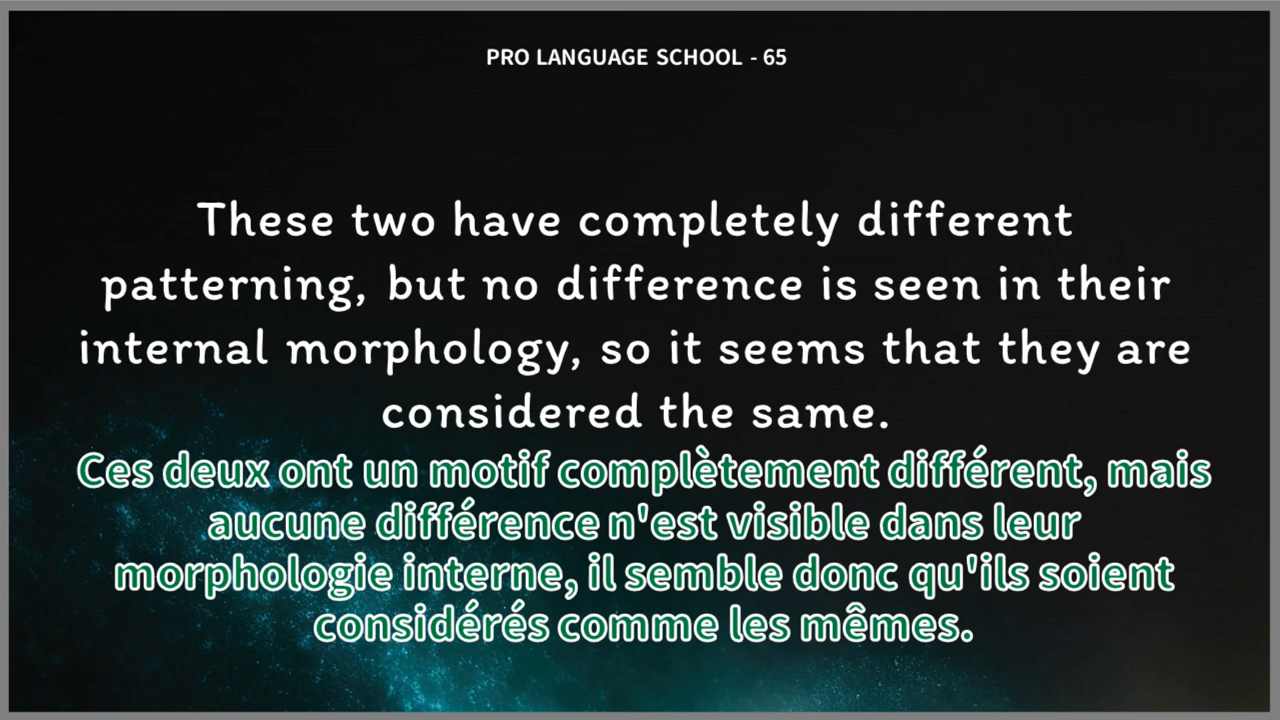 PRO LANGUAGE SCHOOL - 65
These two have completely different
patterning, but no difference is seen in their
internal morphology, so it seems that they are
considered the same.
Ces deux ont un motif complètement différent, mais
aucune différence n'est visible dans leur
morphologie interne, il semble donc qu'ils soient
considérés comme les mêmes.